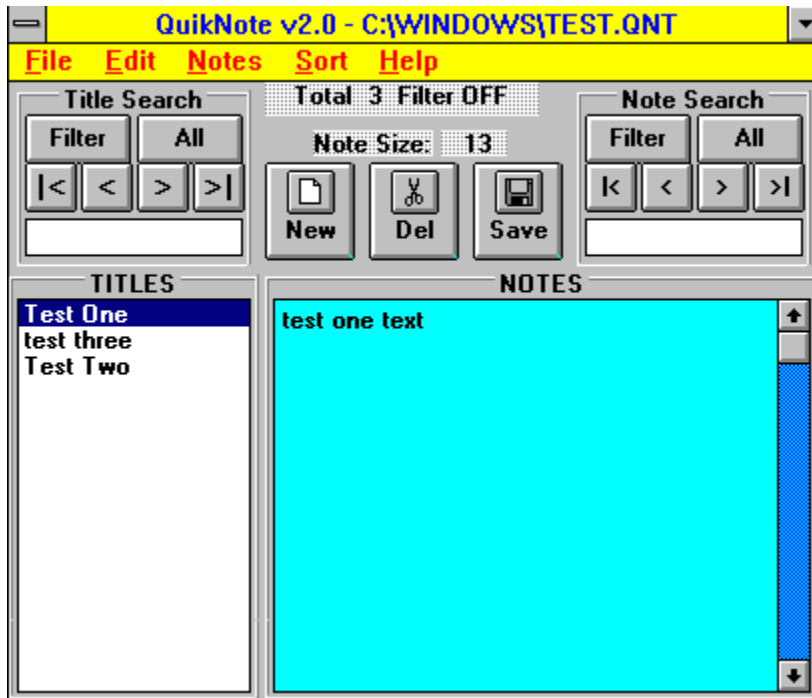 QuikNote v2.0 - C:\WINDOWS\TEST.QNT
File Edit Notes Sort Help
Title Search
Filter All
|< < > >|
Total 3 Filter OFF
Note Size: 13
New Del Save
Note Search
Filter All
|< < > >|
TITLES
Test One
test three
Test Two
NOTES
test one text